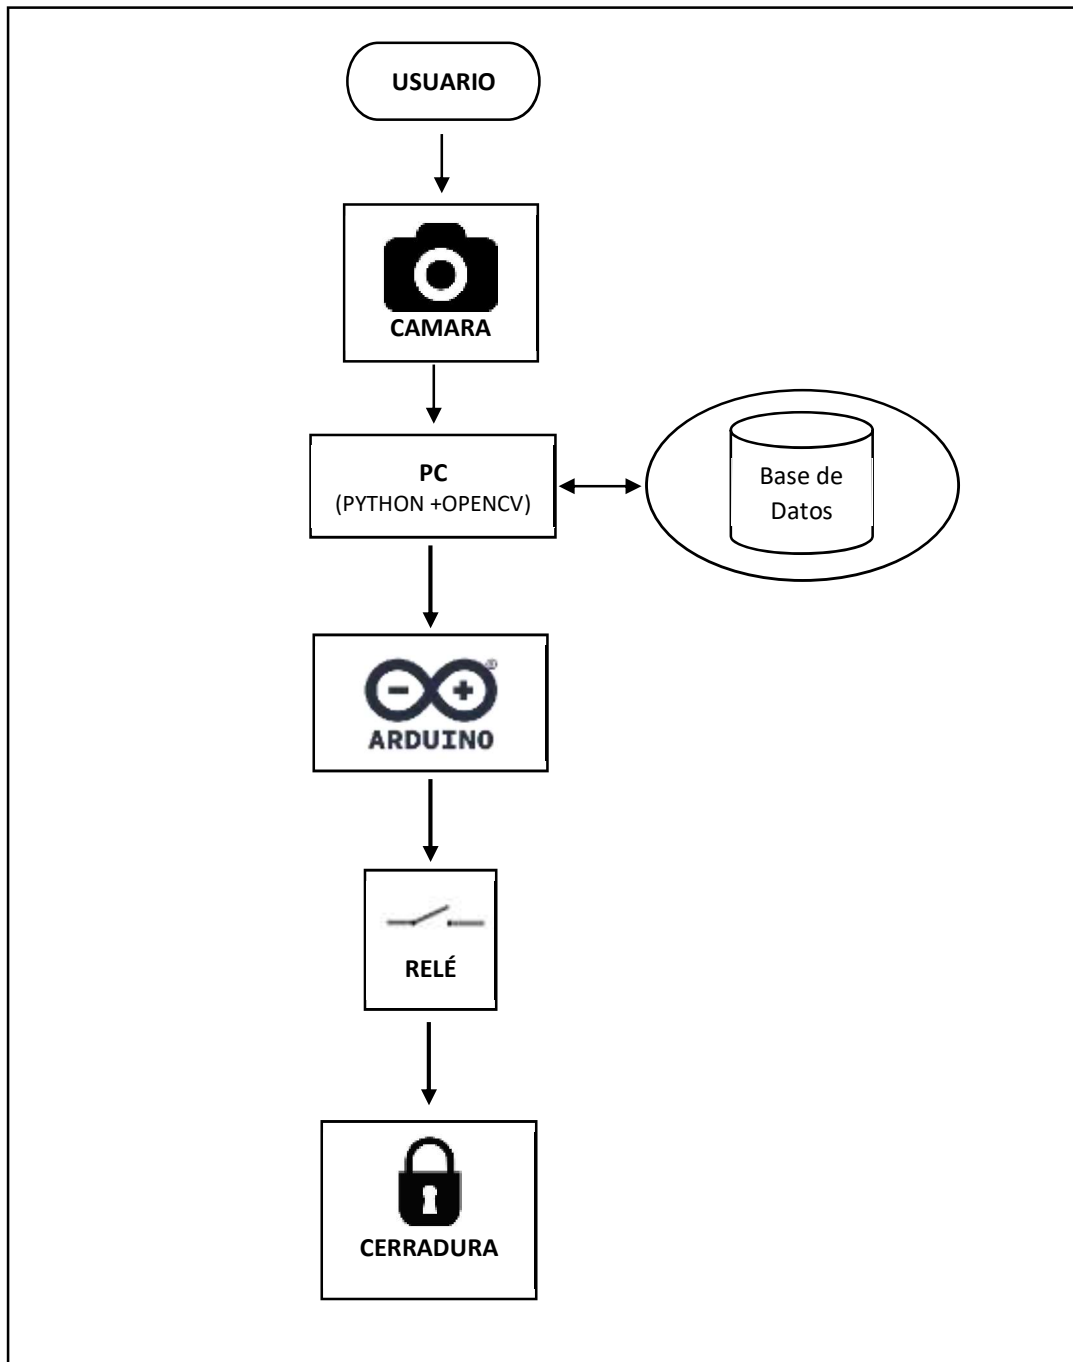 USUARIO
CAMARA
PC
(PYTHON +OPENCV)
Base de
Datos
ARDUINO
RELÉ
CERRADURA